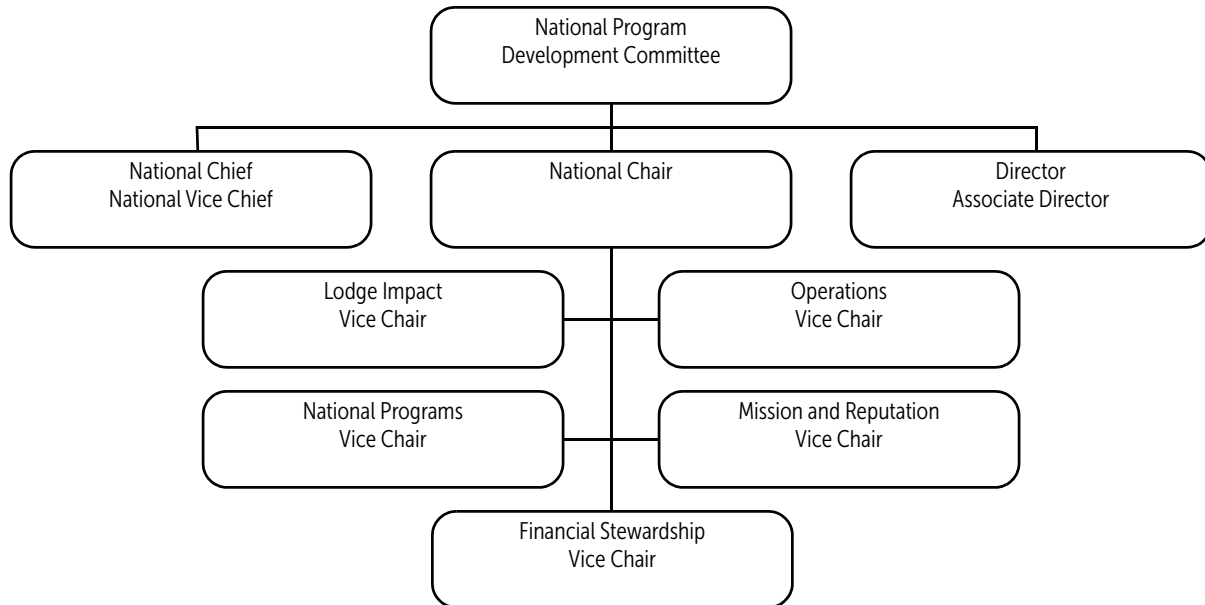 National Program
Development Committee
National Chief
National Vice Chief
National Chair
Director
Associate Director
Lodge Impact
Vice Chair
Operations
Vice Chair
National Programs
Vice Chair
Mission and Reputation
Vice Chair
Financial Stewardship
Vice Chair